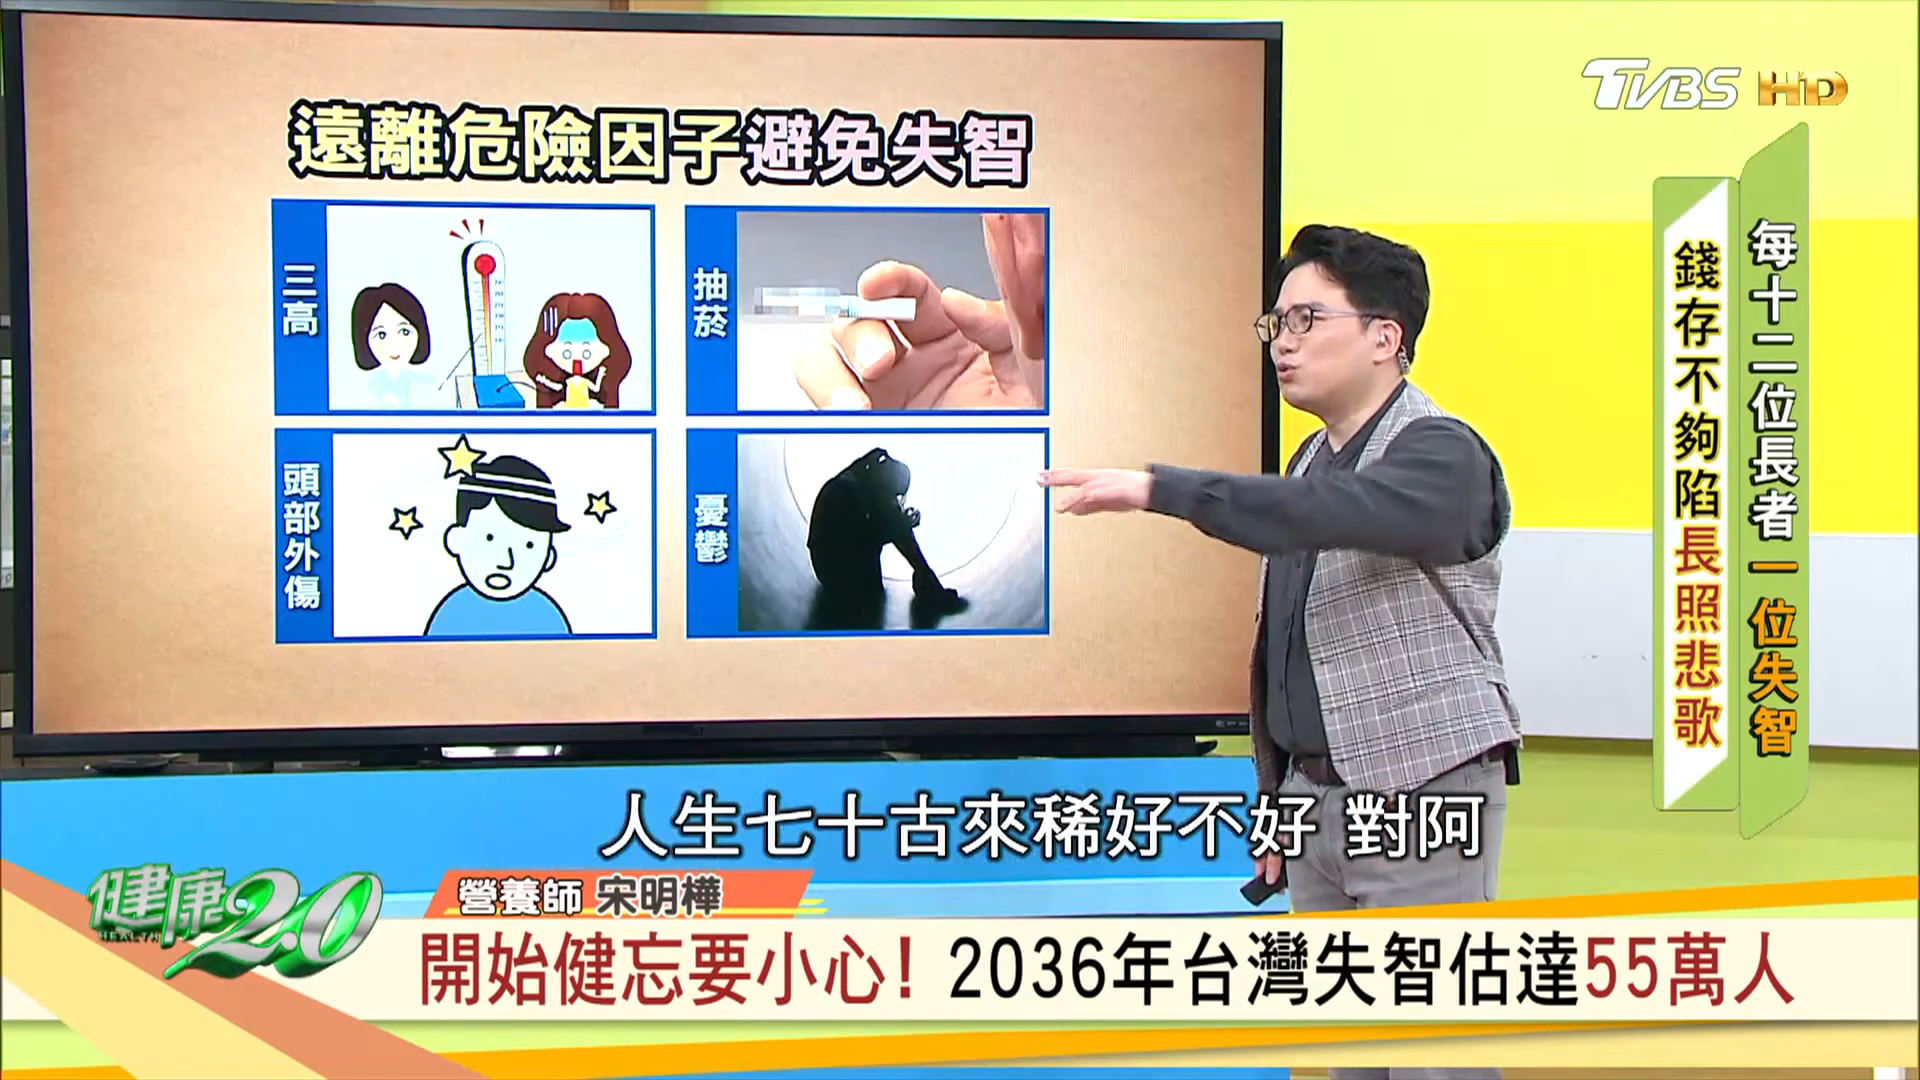 遠離危險因子避免失智
三高
抽菸
頭部外傷
憂鬱
TVBS HD
每十二位長者一位失智
錢存不夠陷長照悲歌
人生七十古來稀好不好 對阿
健康2.0
HEALTH
營養師 宋明樺
開始健忘要小心! 2036年台灣失智估達55萬人